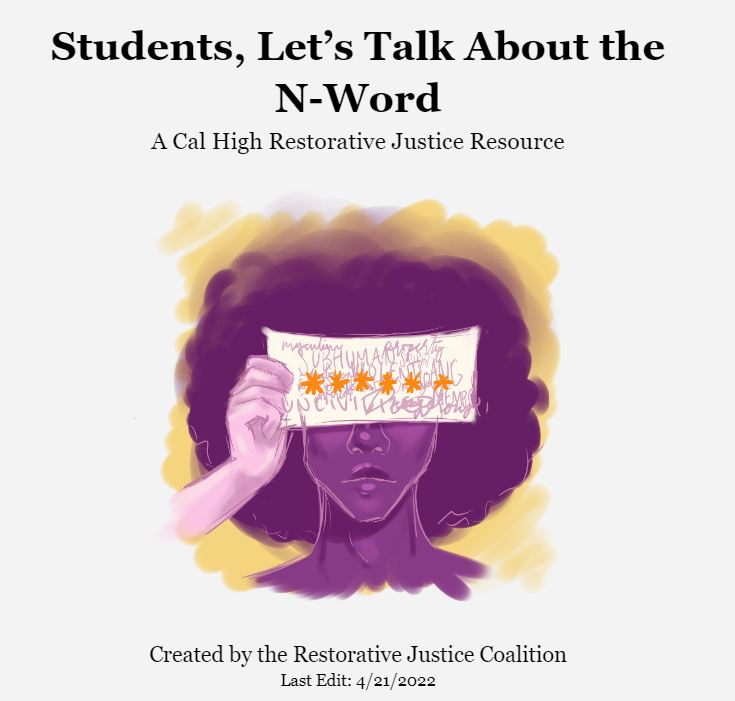 Students, Let’s Talk About the
N-Word
A Cal High Restorative Justice Resource
SUBHUMAN
******
Created by the Restorative Justice Coalition
Last Edit: 4/21/2022